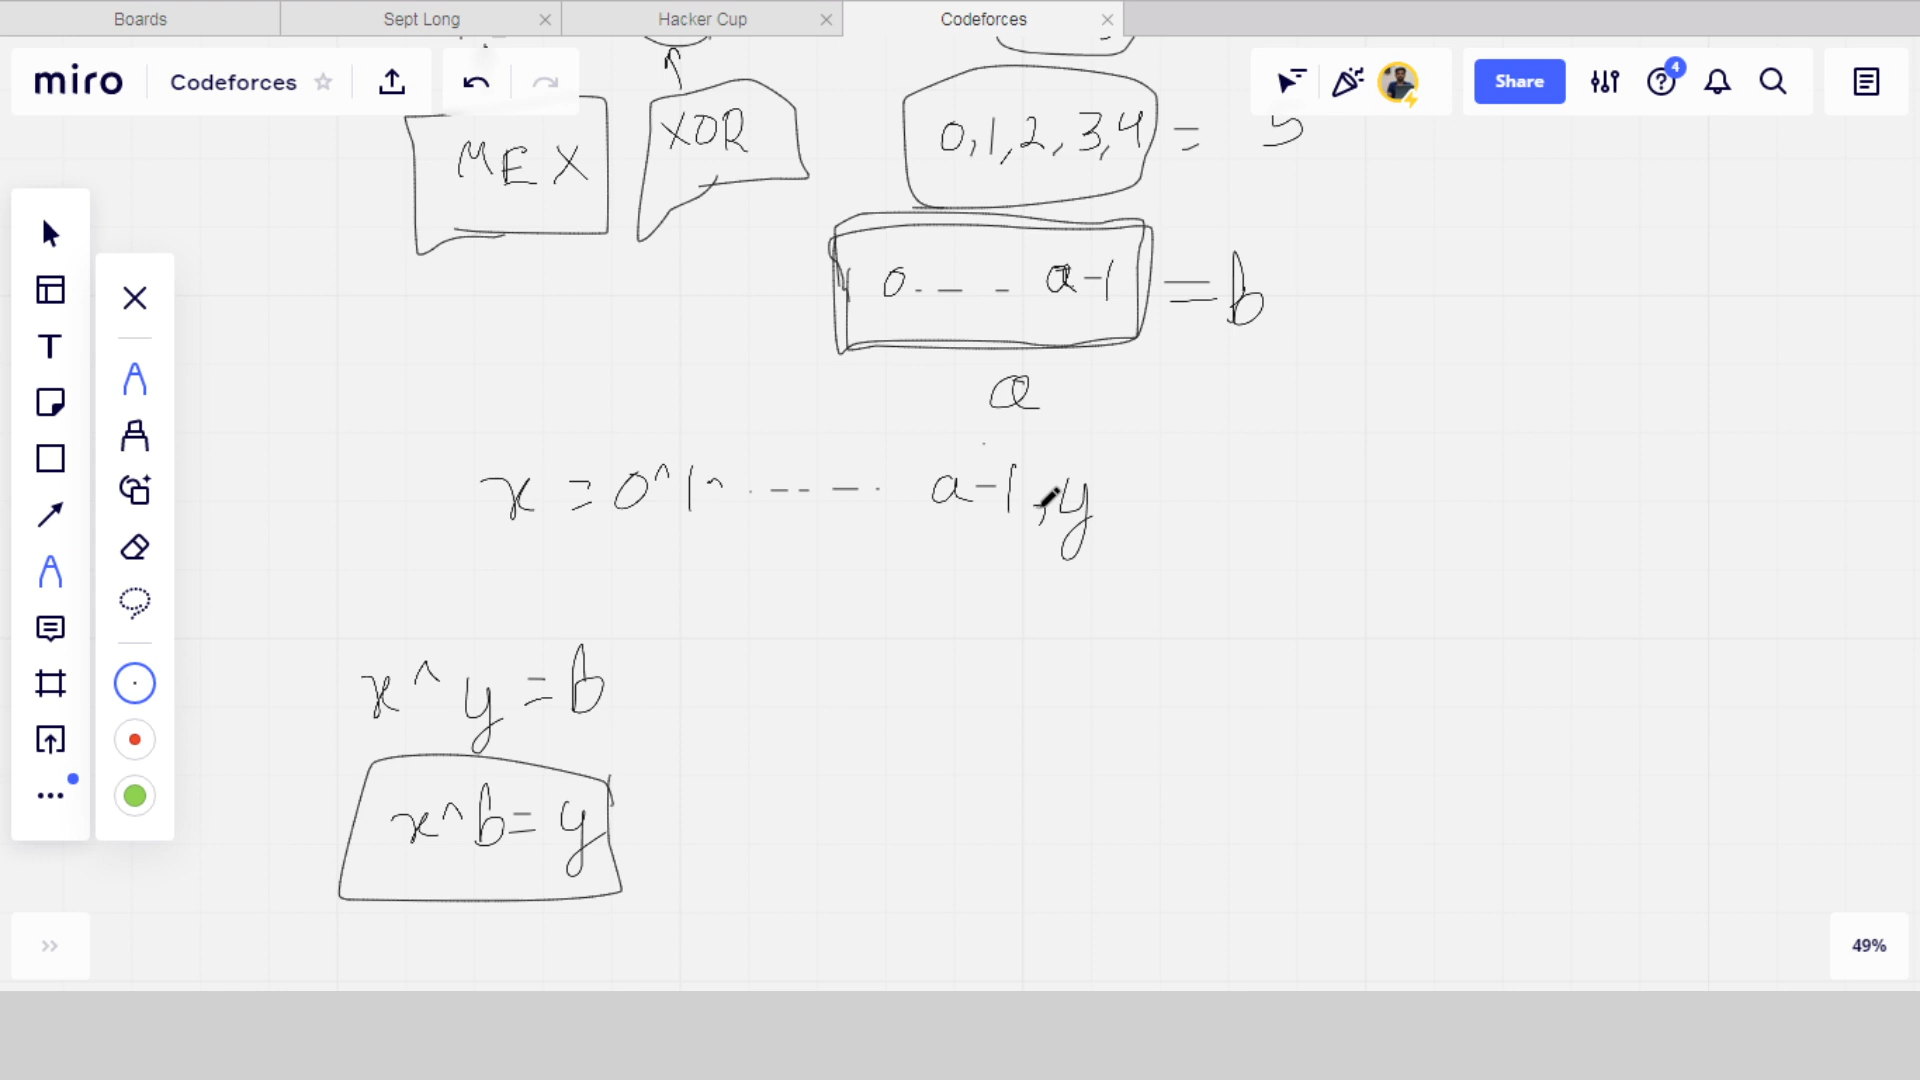 Boards Sept Long Hacker Cup Codeforces
miro Codeforces Share 4
MEX XOR 0,1,2,3,4 = 5
0.-- - a-1 = b
a
x = 0^1^ . -- - . a-1, y
x^y = b
x^b = y
T
49%